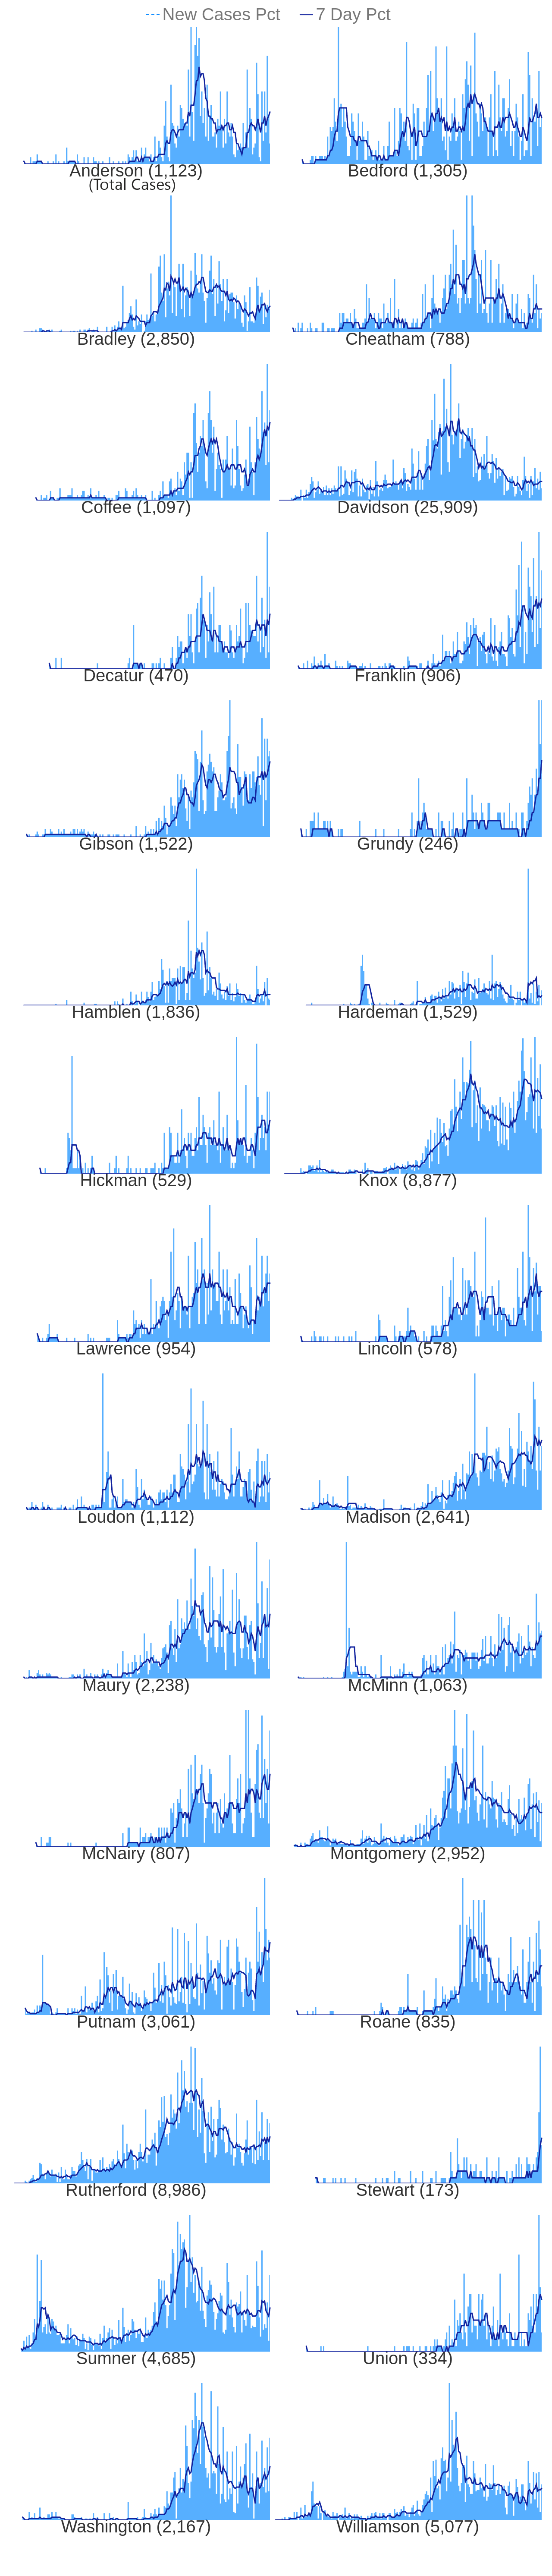 New Cases Pct 7 Day Pct
Anderson (1,123) Bedford (1,305)
(Total Cases)
Bradley (2,850) Cheatham (788)
Coffee (1,097) Davidson (25,909)
Decatur (470) Franklin (906)
Gibson (1,522) Grundy (246)
Hamblen (1,836) Hardeman (1,529)
Hickman (529) Knox (8,877)
Lawrence (954) Lincoln (578)
Loudon (1,112) Madison (2,641)
Maury (2,238) McMinn (1,063)
McNairy (807) Montgomery (2,952)
Putnam (3,061) Roane (835)
Rutherford (8,986) Stewart (173)
Sumner (4,685) Union (334)
Washington (2,167) Williamson (5,077)